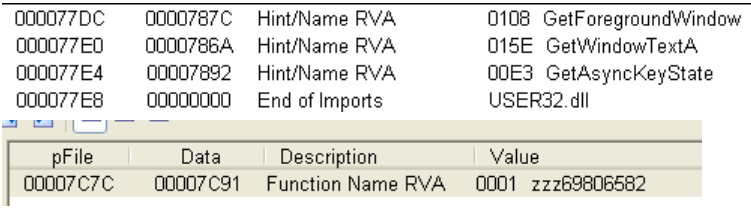 000077DC 0000787C Hint/Name RVA 0108 GetForegroundWindow
000077E0 0000786A Hint/Name RVA 015E GetWindowTextA
000077E4 00007892 Hint/Name RVA 00E3 GetAsyncKeyState
000077E8 00000000 End of Imports USER32.dll
pFile Data Description Value
00007C7C 00007C91 Function Name RVA 0001 zzz69806582